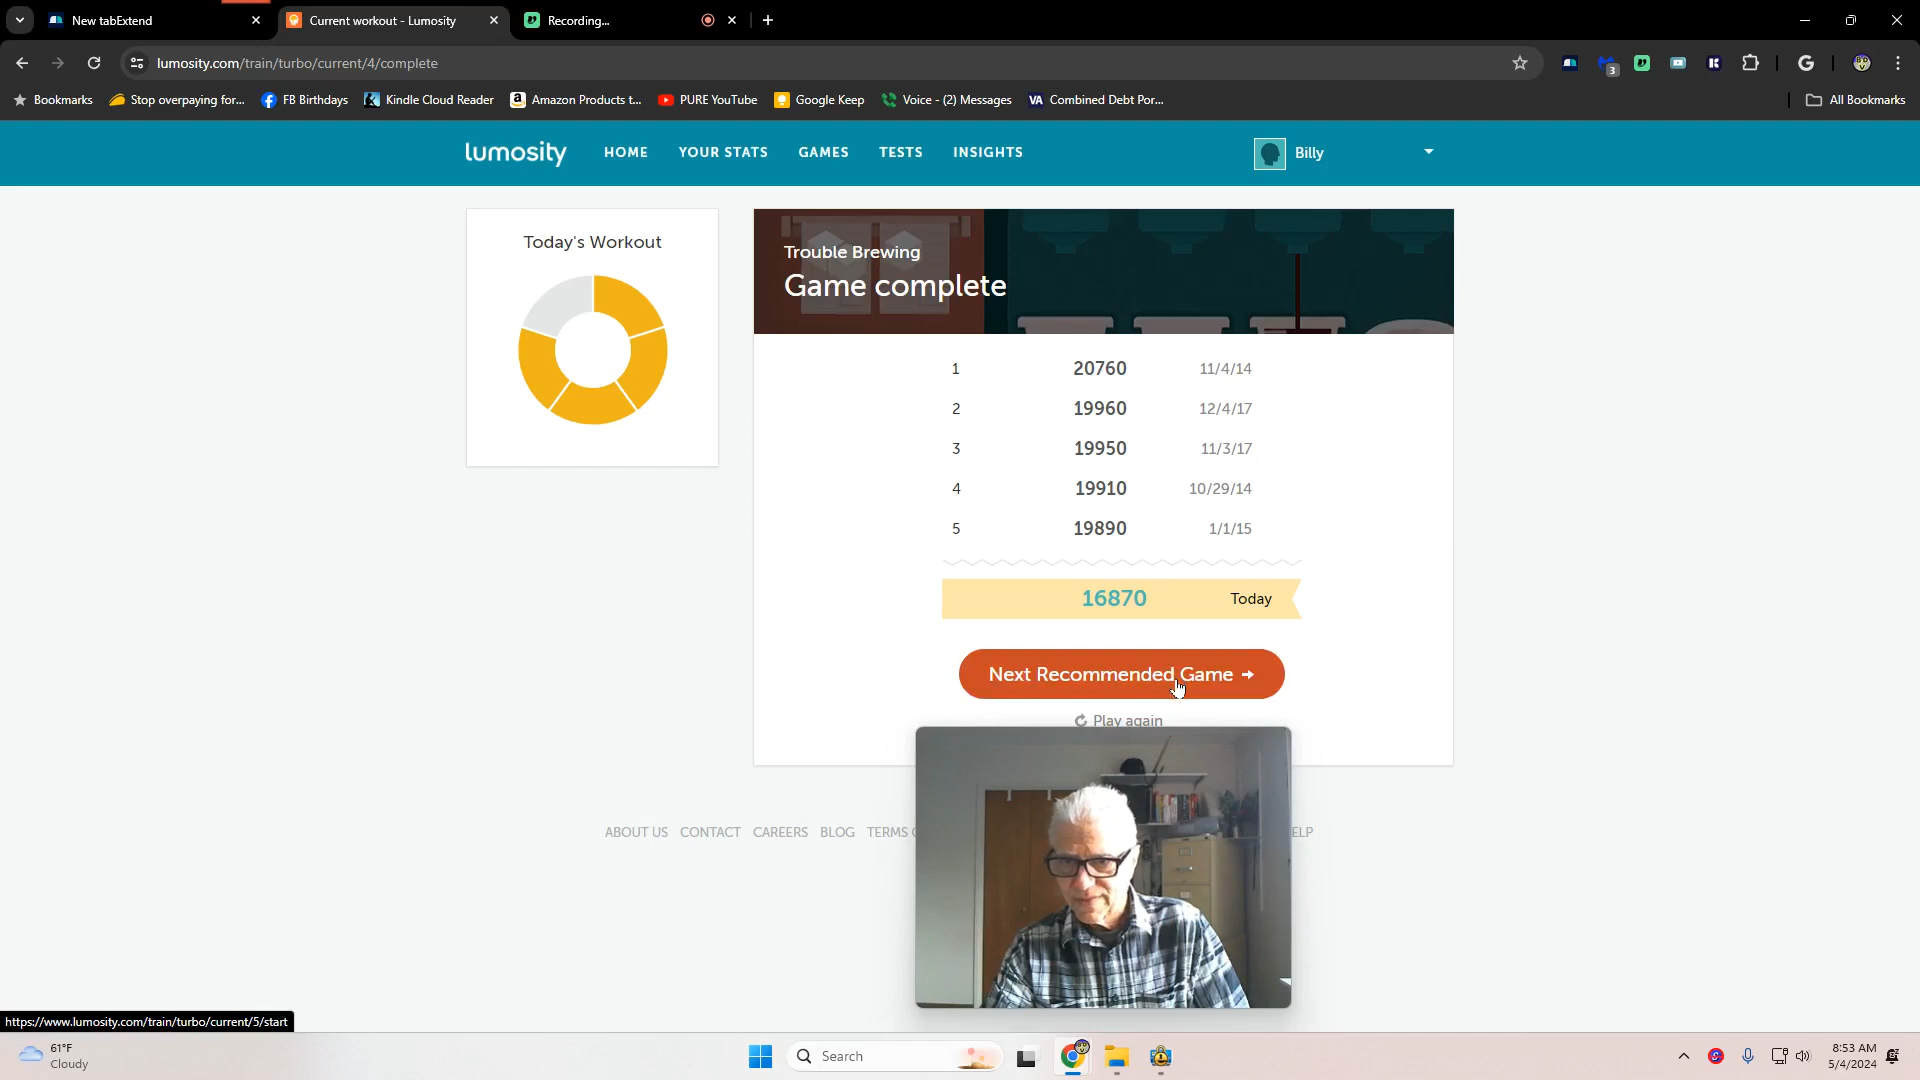 New tabExtend
Current workout - Lumosity
Recording...
lumosity.com/train/turbo/current/4/complete
3
Bookmarks
Stop overpaying for...
FB Birthdays
Kindle Cloud Reader
Amazon Products t...
PURE YouTube
Google Keep
Voice - (2) Messages
VA Combined Debt Por...
All Bookmarks
lumosity
HOME
YOUR STATS
GAMES
TESTS
INSIGHTS
Billy
Today's Workout
Trouble Brewing
Game complete
1 20760 11/4/14
2 19960 12/4/17
3 19950 11/3/17
4 19910 10/29/14
5 19890 1/1/15
16870 Today
Next Recommended Game →
Play again
ABOUT US CONTACT CAREERS BLOG TERMS
ELP
https://www.lumosity.com/train/turbo/current/5/start
61°F
Cloudy
Search
8:53 AM
5/4/2024